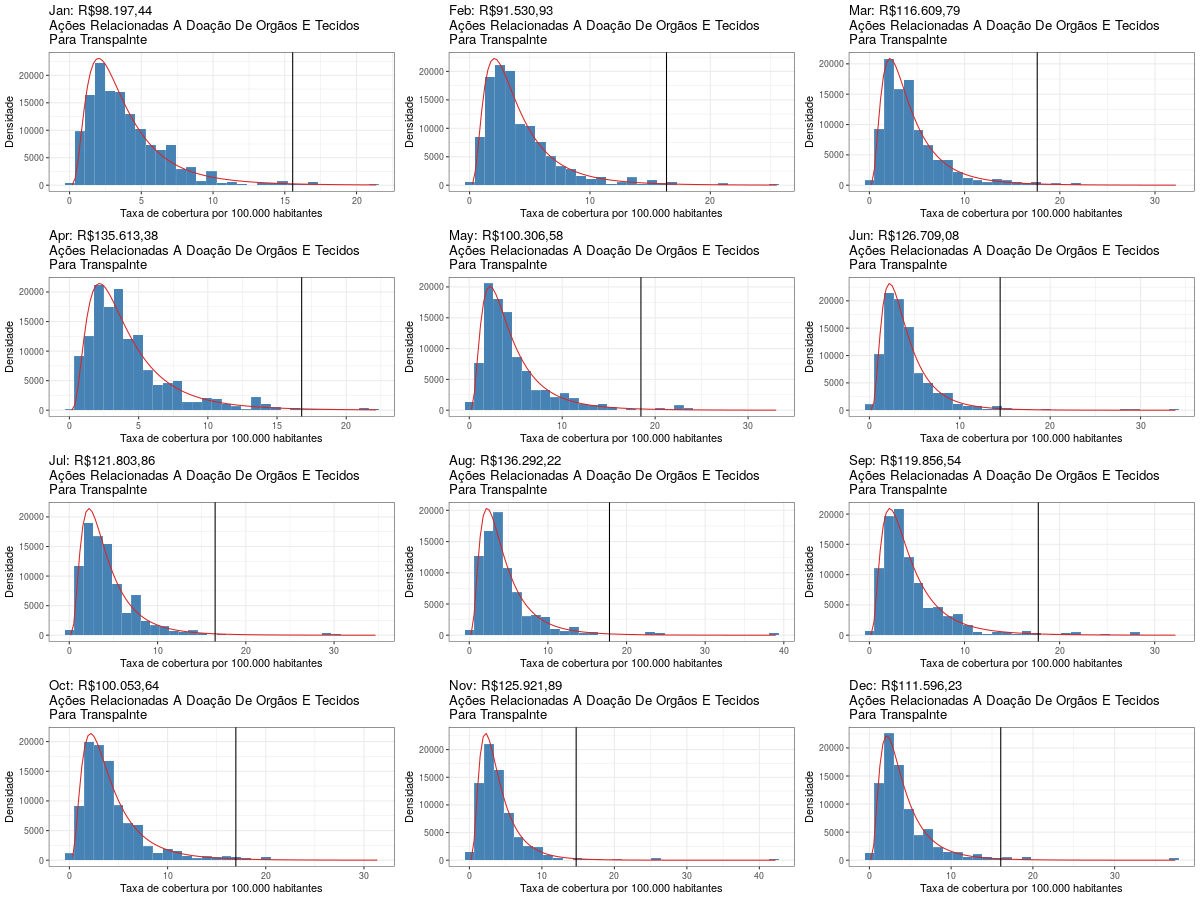 Jan: R$98.197,44
Ações Relacionadas A Doação De Orgãos E Tecidos
Para Transpalnte
20000
15000
10000
5000
0
Densidade
0 5 10 15 20
Taxa de cobertura por 100.000 habitantes
Feb: R$91.530,93
Ações Relacionadas A Doação De Orgãos E Tecidos
Para Transpalnte
20000
15000
10000
5000
0
Densidade
0 10 20
Taxa de cobertura por 100.000 habitantes
Mar: R$116.609,79
Ações Relacionadas A Doação De Orgãos E Tecidos
Para Transpalnte
20000
15000
10000
5000
0
Densidade
0 10 20 30
Taxa de cobertura por 100.000 habitantes
Apr: R$135.613,38
Ações Relacionadas A Doação De Orgãos E Tecidos
Para Transpalnte
20000
15000
10000
5000
0
Densidade
0 5 10 15 20
Taxa de cobertura por 100.000 habitantes
May: R$100.306,58
Ações Relacionadas A Doação De Orgãos E Tecidos
Para Transpalnte
20000
15000
10000
5000
0
Densidade
0 10 20 30
Taxa de cobertura por 100.000 habitantes
Jun: R$126.709,08
Ações Relacionadas A Doação De Orgãos E Tecidos
Para Transpalnte
20000
15000
10000
5000
0
Densidade
0 10 20 30
Taxa de cobertura por 100.000 habitantes
Jul: R$121.803,86
Ações Relacionadas A Doação De Orgãos E Tecidos
Para Transpalnte
20000
15000
10000
5000
0
Densidade
0 10 20 30
Taxa de cobertura por 100.000 habitantes
Aug: R$136.292,22
Ações Relacionadas A Doação De Orgãos E Tecidos
Para Transpalnte
20000
15000
10000
5000
0
Densidade
0 10 20 30 40
Taxa de cobertura por 100.000 habitantes
Sep: R$119.856,54
Ações Relacionadas A Doação De Orgãos E Tecidos
Para Transpalnte
20000
15000
10000
5000
0
Densidade
0 10 20 30
Taxa de cobertura por 100.000 habitantes
Oct: R$100.053,64
Ações Relacionadas A Doação De Orgãos E Tecidos
Para Transpalnte
20000
15000
10000
5000
0
Densidade
0 10 20 30
Taxa de cobertura por 100.000 habitantes
Nov: R$125.921,89
Ações Relacionadas A Doação De Orgãos E Tecidos
Para Transpalnte
20000
15000
10000
5000
0
Densidade
0 10 20 30 40
Taxa de cobertura por 100.000 habitantes
Dec: R$111.596,23
Ações Relacionadas A Doação De Orgãos E Tecidos
Para Transpalnte
20000
15000
10000
5000
0
Densidade
0 10 20 30
Taxa de cobertura por 100.000 habitantes